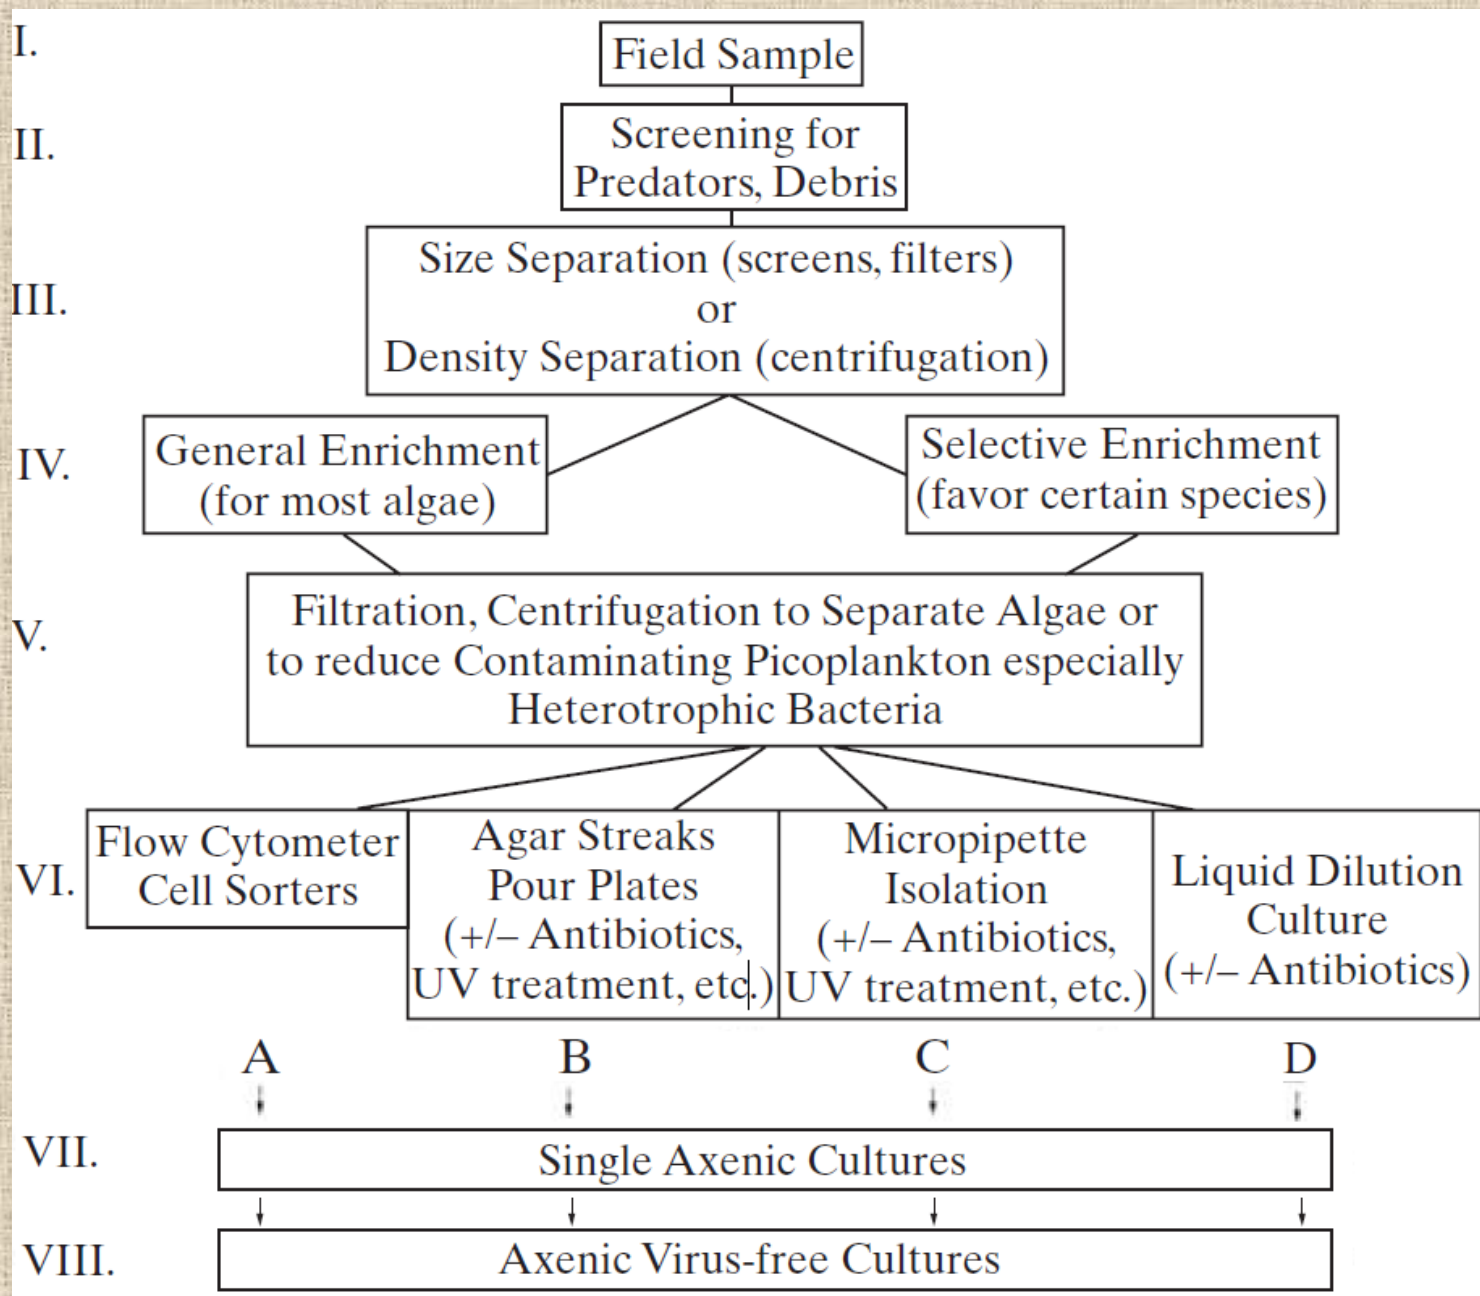 I.
Field Sample
II.
Screening for
Predators, Debris
III.
Size Separation (screens, filters)
or
Density Separation (centrifugation)
IV.
General Enrichment
(for most algae)
Selective Enrichment
(favor certain species)
V.
Filtration, Centrifugation to Separate Algae or
to reduce Contaminating Picoplankton especially
Heterotrophic Bacteria
VI.
Flow Cytometer
Cell Sorters
Agar Streaks
Pour Plates
(+/– Antibiotics,
UV treatment, etc.)
Micropipette
Isolation
(+/– Antibiotics,
UV treatment, etc.)
Liquid Dilution
Culture
(+/– Antibiotics)
A
B
C
D
VII.
Single Axenic Cultures
VIII.
Axenic Virus-free Cultures